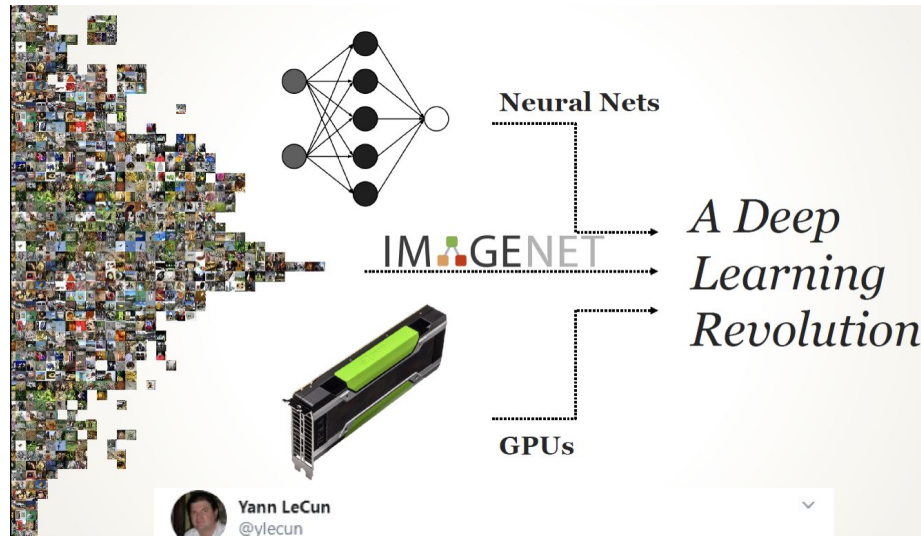 Neural Nets
IMAGENET
A Deep
Learning
Revolution
GPUs
Yann LeCun
@ylecun